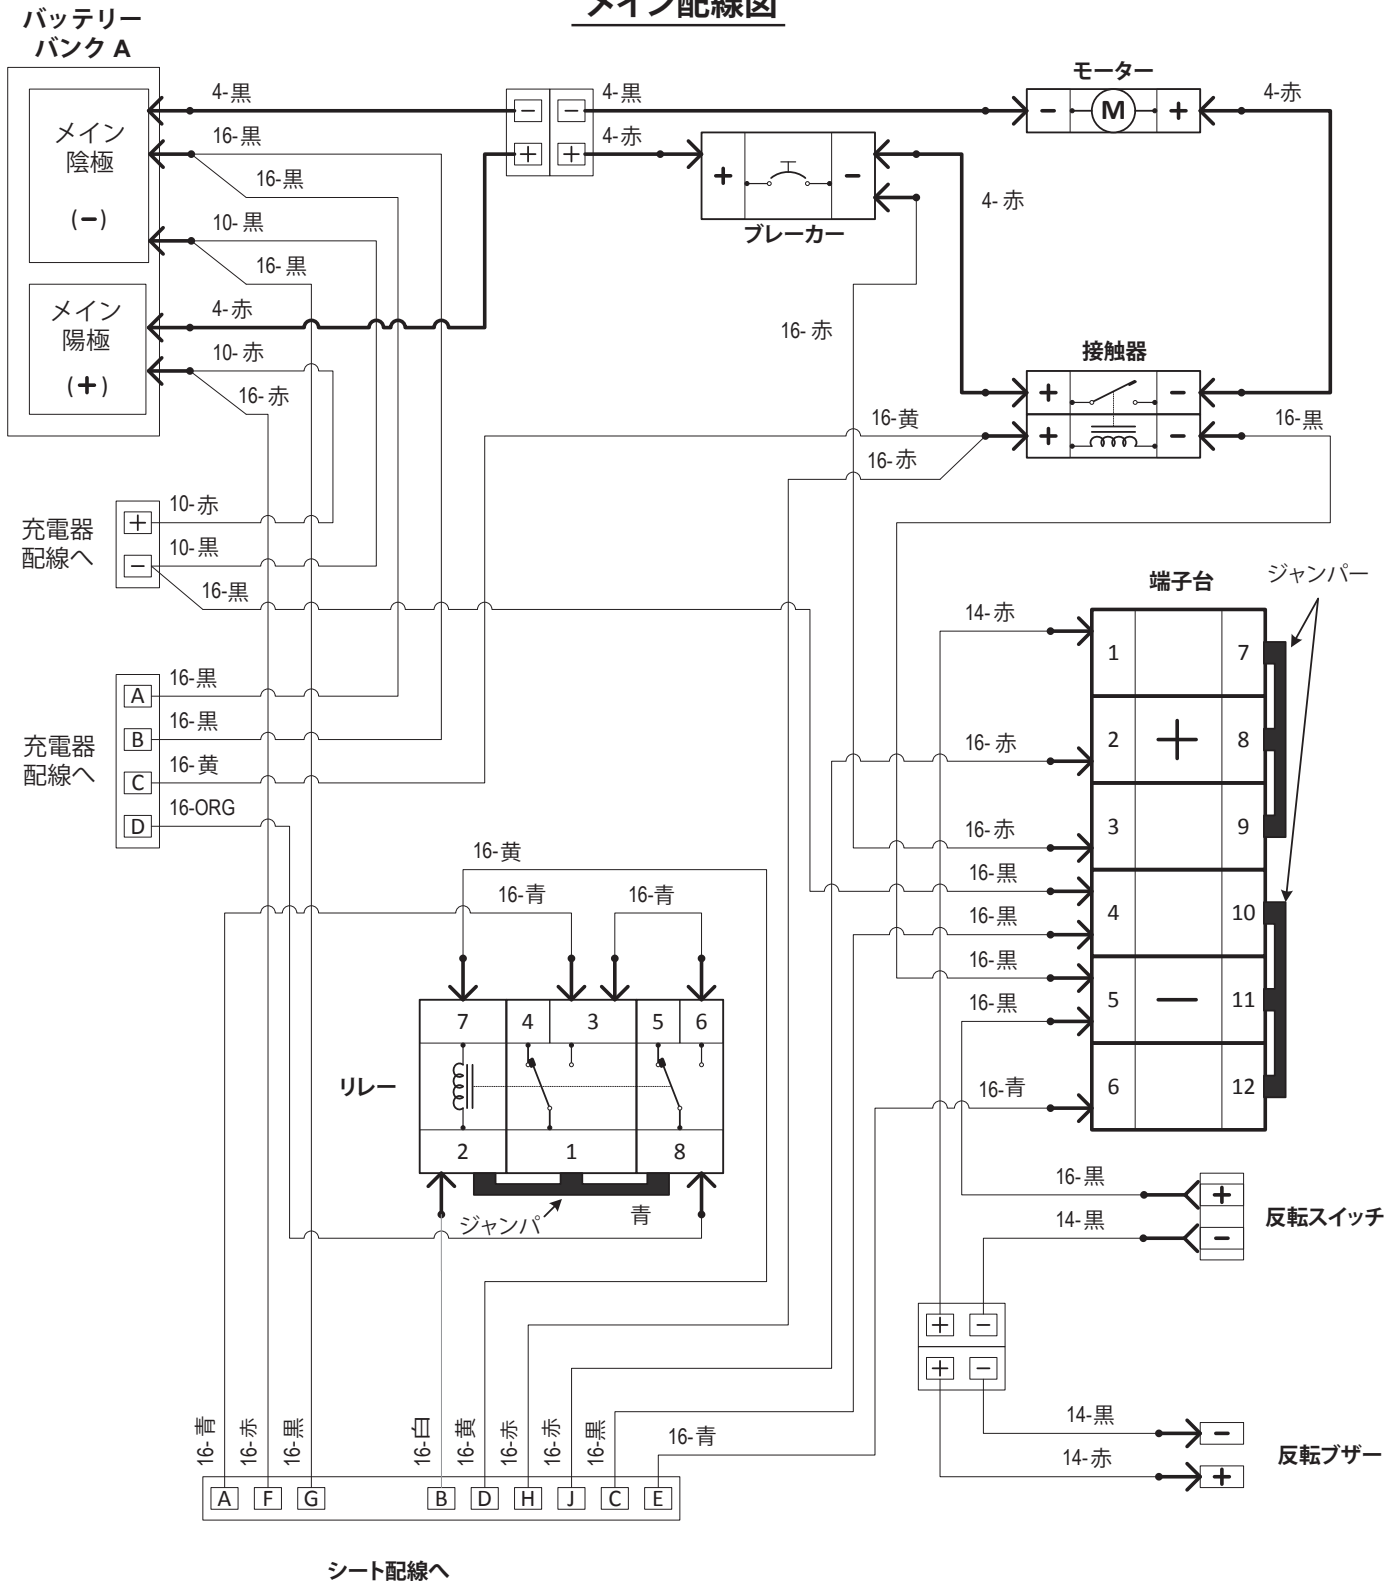 メイン配線図
バッテリー
バンク A
メイン
陰極
(−)
メイン
陽極
(+)
4-黒
16-黒
16-黒
10-黒
16-黒
4-赤
10-赤
16-赤
−
−
+
+
4-黒
4-赤
+
−
ブレーカー
モーター
−
M
+
4-赤
4-赤
16-赤
接触器
+
−
+
−
16-黄
16-赤
16-黒
充電器
配線へ
+
−
10-赤
10-黒
16-黒
充電器
配線へ
A
B
C
D
16-黒
16-黒
16-黄
16-ORG
端子台
ジャンパー
14-赤
16-赤
16-赤
16-黒
16-黒
16-黒
16-黒
16-青
1
7
2
+
8
3
9
4
10
5
−
11
6
12
16-黄
16-青
16-青
リレー
7
4
3
5
6
2
1
8
ジャンパ
青
16-黒
14-黒
+
−
反転スイッチ
+
−
+
−
14-黒
14-赤
−
+
反転ブザー
16-青
16-赤
16-黒
16-白
16-黄
16-赤
16-赤
16-黒
16-青
A
F
G
B
D
H
J
C
E
シート配線へ